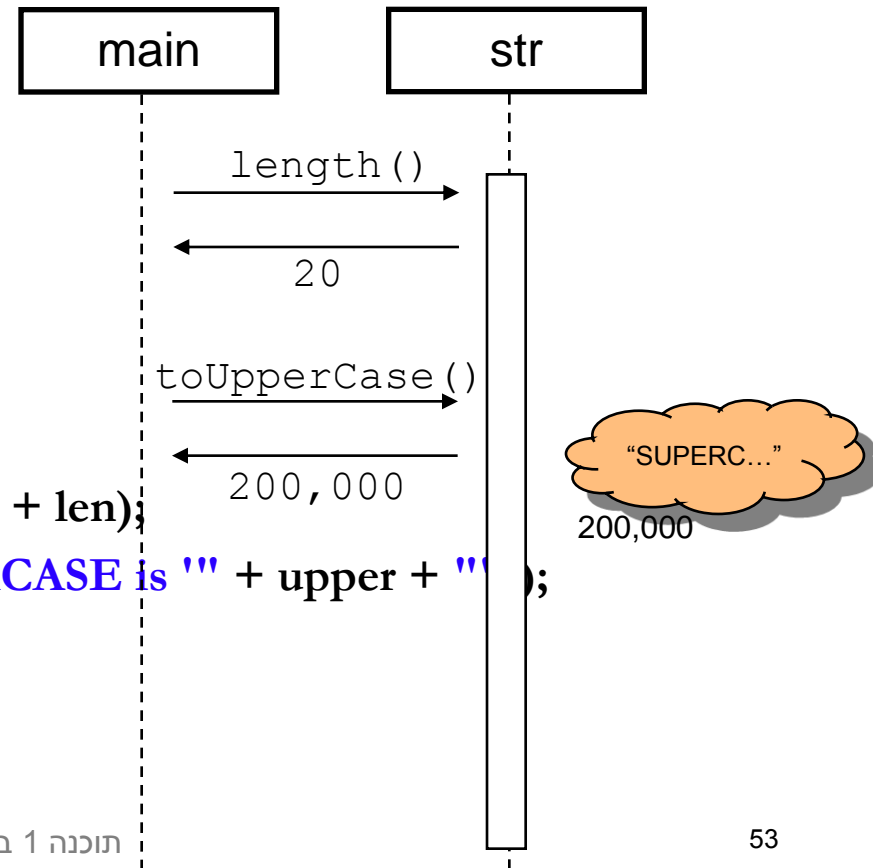 main
str
length()
20
toUpperCase()
200,000
“SUPERC…”
200,000
+ len);
CASE is '" + upper + "' );
תוכנה 1 ב
53